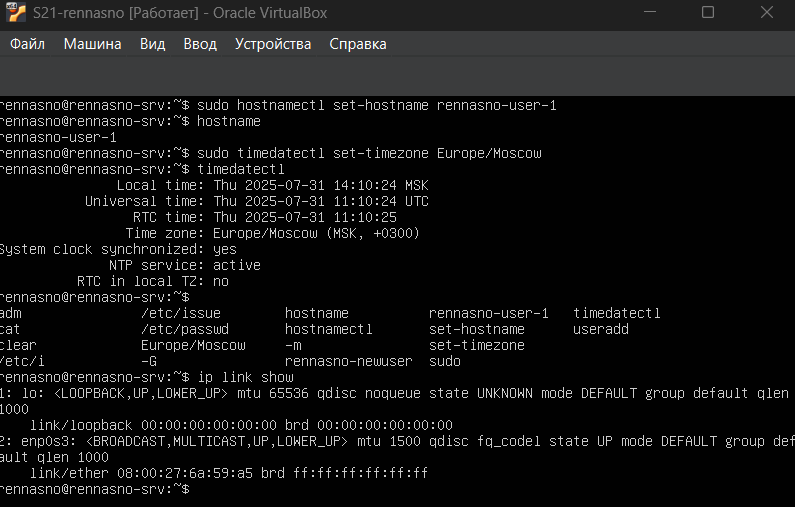 S21-rennasno [Работает] - Oracle VirtualBox
Файл Машина Вид Ввод Устройства Справка
rennasno@rennasno-srv:~$ sudo hostnamectl set-hostname rennasno-user-1
rennasno@rennasno-srv:~$ hostname
rennasno-user-1
rennasno@rennasno-srv:~$ sudo timedatectl set-timezone Europe/Moscow
rennasno@rennasno-srv:~$ timedatectl
Local time: Thu 2025-07-31 14:10:24 MSK
Universal time: Thu 2025-07-31 11:10:24 UTC
RTC time: Thu 2025-07-31 11:10:25
Time zone: Europe/Moscow (MSK, +0300)
System clock synchronized: yes
NTP service: active
RTC in local TZ: no
rennasno@rennasno-srv:~$
adm /etc/issue hostname rennasno-user-1 timedatectl
cat /etc/passwd hostnamectl set-hostname useradd
clear Europe/Moscow -m set-timezone
/etc/i -G rennasno-newuser sudo
rennasno@rennasno-srv:~$ ip link show
1: lo: <LOOPBACK,UP,LOWER_UP> mtu 65536 qdisc noqueue state UNKNOWN mode DEFAULT group default qlen
1000
link/loopback 00:00:00:00:00:00 brd 00:00:00:00:00:00
2: enp0s3: <BROADCAST,MULTICAST,UP,LOWER_UP> mtu 1500 qdisc fq_codel state UP mode DEFAULT group def
ault qlen 1000
link/ether 08:00:27:6a:59:a5 brd ff:ff:ff:ff:ff:ff
rennasno@rennasno-srv:~$